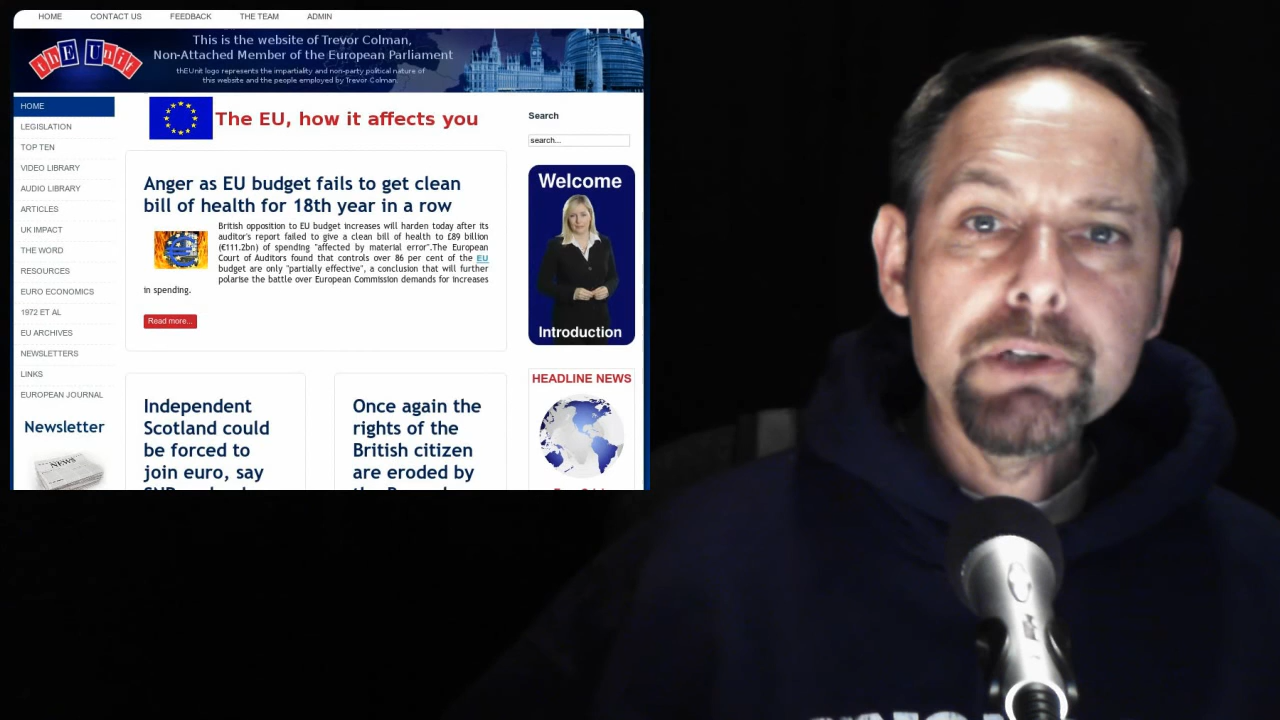 HOME CONTACT US FEEDBACK THE TEAM ADMIN
thEUnit
This is the website of Trevor Colman,
Non-Attached Member of the European Parliament
thEUnit logo represents the impartiality and non-party political nature of
this website and the people employed by Trevor Colman.
HOME
LEGISLATION
TOP TEN
VIDEO LIBRARY
AUDIO LIBRARY
ARTICLES
UK IMPACT
THE WORD
RESOURCES
EURO ECONOMICS
1972 ET AL
EU ARCHIVES
NEWSLETTERS
LINKS
EUROPEAN JOURNAL
Newsletter
NEWS
The EU, how it affects you
Anger as EU budget fails to get clean
bill of health for 18th year in a row
British opposition to EU budget increases will harden today after its
auditor's report failed to give a clean bill of health to £89 billion
(€111.2bn) of spending "affected by material error".The European
Court of Auditors found that controls over 86 per cent of the EU
budget are only "partially effective", a conclusion that will further
polarise the battle over European Commission demands for increases
in spending.
Read more...
Independent
Scotland could
be forced to
join euro, say
Once again the
rights of the
British citizen
are eroded by
Search
search...
Welcome
Introduction
HEADLINE NEWS